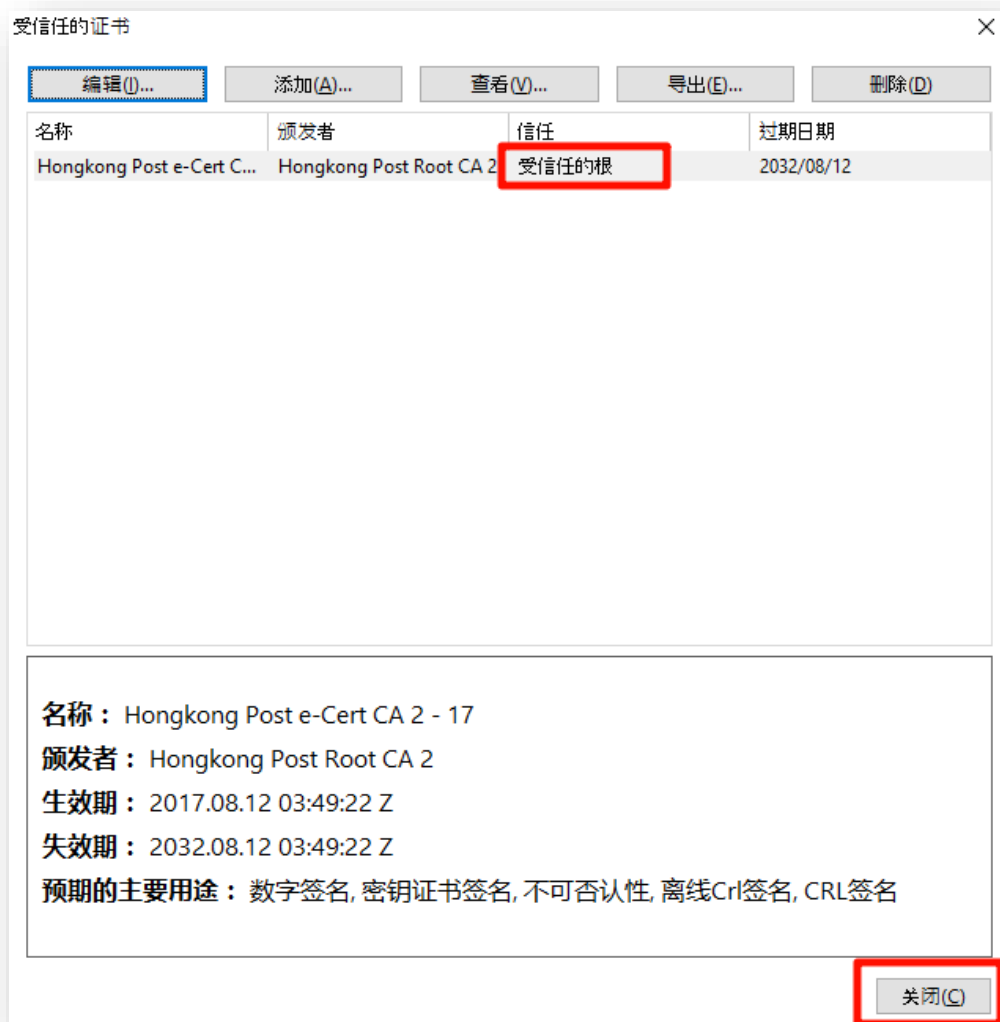 受信任的证书
编辑(I)... 添加(A)... 查看(V)... 导出(E)... 删除(D)
名称 颁发者 信任 过期日期
Hongkong Post e-Cert C... Hongkong Post Root CA 2 受信任的根 2032/08/12
名称： Hongkong Post e-Cert CA 2 - 17
颁发者： Hongkong Post Root CA 2
生效期： 2017.08.12 03:49:22 Z
失效期： 2032.08.12 03:49:22 Z
预期的主要用途： 数字签名, 密钥证书签名, 不可否认性, 离线Crl签名, CRL签名
关闭(C)